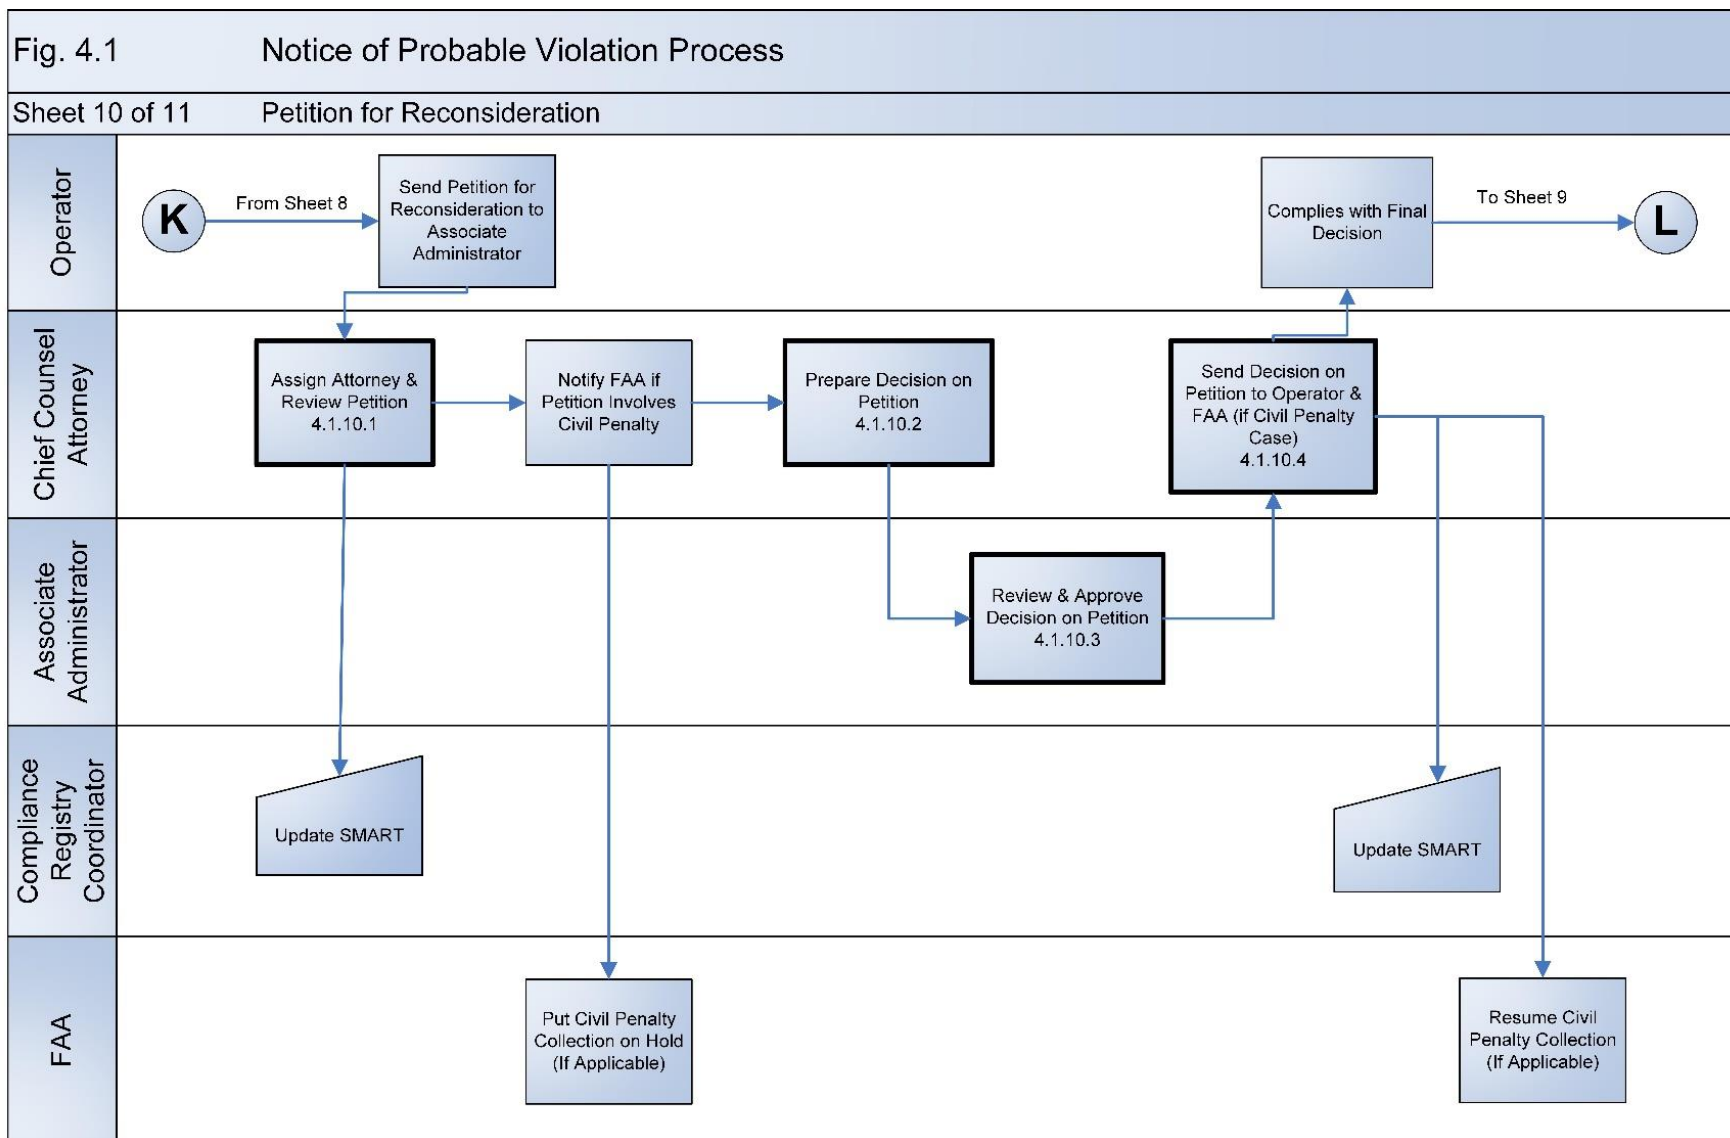 Fig. 4.1 Notice of Probable Violation Process
Sheet 10 of 11 Petition for Reconsideration
Operator
K
From Sheet 8
Send Petition for
Reconsideration to
Associate
Administrator
Complies with Final
Decision
To Sheet 9
L
Chief Counsel
Attorney
Assign Attorney &
Review Petition
4.1.10.1
Notify FAA if
Petition Involves
Civil Penalty
Prepare Decision on
Petition
4.1.10.2
Send Decision on
Petition to Operator &
FAA (if Civil Penalty
Case)
4.1.10.4
Associate
Administrator
Review & Approve
Decision on Petition
4.1.10.3
Compliance
Registry
Coordinator
Update SMART
Update SMART
FAA
Put Civil Penalty
Collection on Hold
(If Applicable)
Resume Civil
Penalty Collection
(If Applicable)